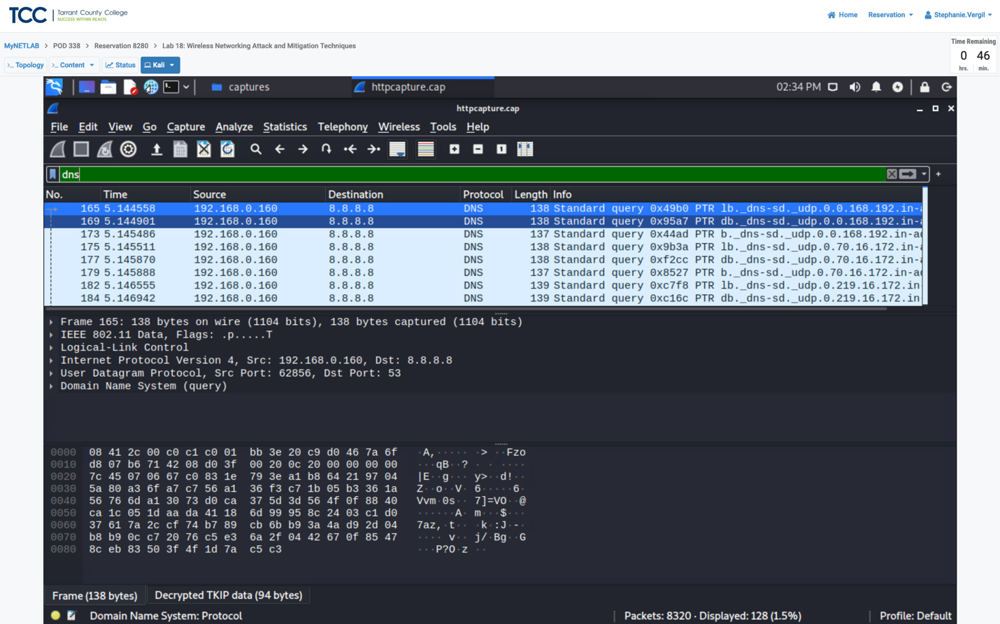 TCC Tarrant County College
SUCCESS WITHIN REACH.
Home Reservation Stephanie.Vergil
MyNETLAB > POD 338 > Reservation 8280 > Lab 18: Wireless Networking Attack and Mitigation Techniques
Time Remaining
0 46
hrs. min.
>_ Topology >_ Content Status Kali
captures httpcapture.cap 02:34 PM
httpcapture.cap
File Edit View Go Capture Analyze Statistics Telephony Wireless Tools Help
dns
No. Time Source Destination Protocol Length Info
165 5.144558 192.168.0.160 8.8.8.8 DNS 138 Standard query 0x49b0 PTR lb._dns-sd._udp.0.0.168.192.in-a
169 5.144901 192.168.0.160 8.8.8.8 DNS 138 Standard query 0x95a7 PTR db._dns-sd._udp.0.0.168.192.in-a
173 5.145486 192.168.0.160 8.8.8.8 DNS 137 Standard query 0x44ad PTR b._dns-sd._udp.0.0.168.192.in-ad
175 5.145511 192.168.0.160 8.8.8.8 DNS 138 Standard query 0x9b3a PTR lb._dns-sd._udp.0.70.16.172.in-a
177 5.145870 192.168.0.160 8.8.8.8 DNS 138 Standard query 0xf2cc PTR db._dns-sd._udp.0.70.16.172.in-a
179 5.145888 192.168.0.160 8.8.8.8 DNS 137 Standard query 0x8527 PTR b._dns-sd._udp.0.70.16.172.in-ad
182 5.146555 192.168.0.160 8.8.8.8 DNS 139 Standard query 0xc7f8 PTR lb._dns-sd._udp.0.219.16.172.in-
184 5.146942 192.168.0.160 8.8.8.8 DNS 139 Standard query 0xc16c PTR db._dns-sd._udp.0.219.16.172.in-
Frame 165: 138 bytes on wire (1104 bits), 138 bytes captured (1104 bits)
IEEE 802.11 Data, Flags: .p.....T
Logical-Link Control
Internet Protocol Version 4, Src: 192.168.0.160, Dst: 8.8.8.8
User Datagram Protocol, Src Port: 62856, Dst Port: 53
Domain Name System (query)
0000 08 41 2c 00 c0 c1 c0 01 bb 3e 20 c9 d0 46 7a 6f ·A,····· ·> ··Fzo
0010 d8 07 b6 71 42 08 d0 3f 00 20 0c 20 00 00 00 00 ···qB··? · · ····
0020 7c 45 07 06 67 c0 83 1e 79 3e a1 b8 64 21 97 04 |E··g··· y>··d!··
0030 5a 80 a3 6f a7 c7 56 a1 36 f3 c7 1b 05 b3 36 1a Z··o··V· 6·····6·
0040 56 76 6d a1 30 73 d0 ca 37 5d 3d 56 4f 0f 88 40 Vvm·0s·· 7]=VO··@
0050 ca 1c 05 1d aa da 41 18 6d 99 95 8c 24 03 c1 d0 ······A· m···$···
0060 37 61 7a 2c cf 74 b7 89 cb 6b b9 3a 4a d9 2d 04 7az,·t·· ·k·:J·-·
0070 b8 b9 0c c7 20 76 c5 e3 6a 2f 04 42 67 0f 85 47 ···· v·· j/·Bg··G
0080 8c eb 83 50 3f 4f 1d 7a c5 c3 ···P?O·z ··
Frame (138 bytes) Decrypted TKIP data (94 bytes)
Domain Name System: Protocol Packets: 8320 · Displayed: 128 (1.5%) Profile: Default